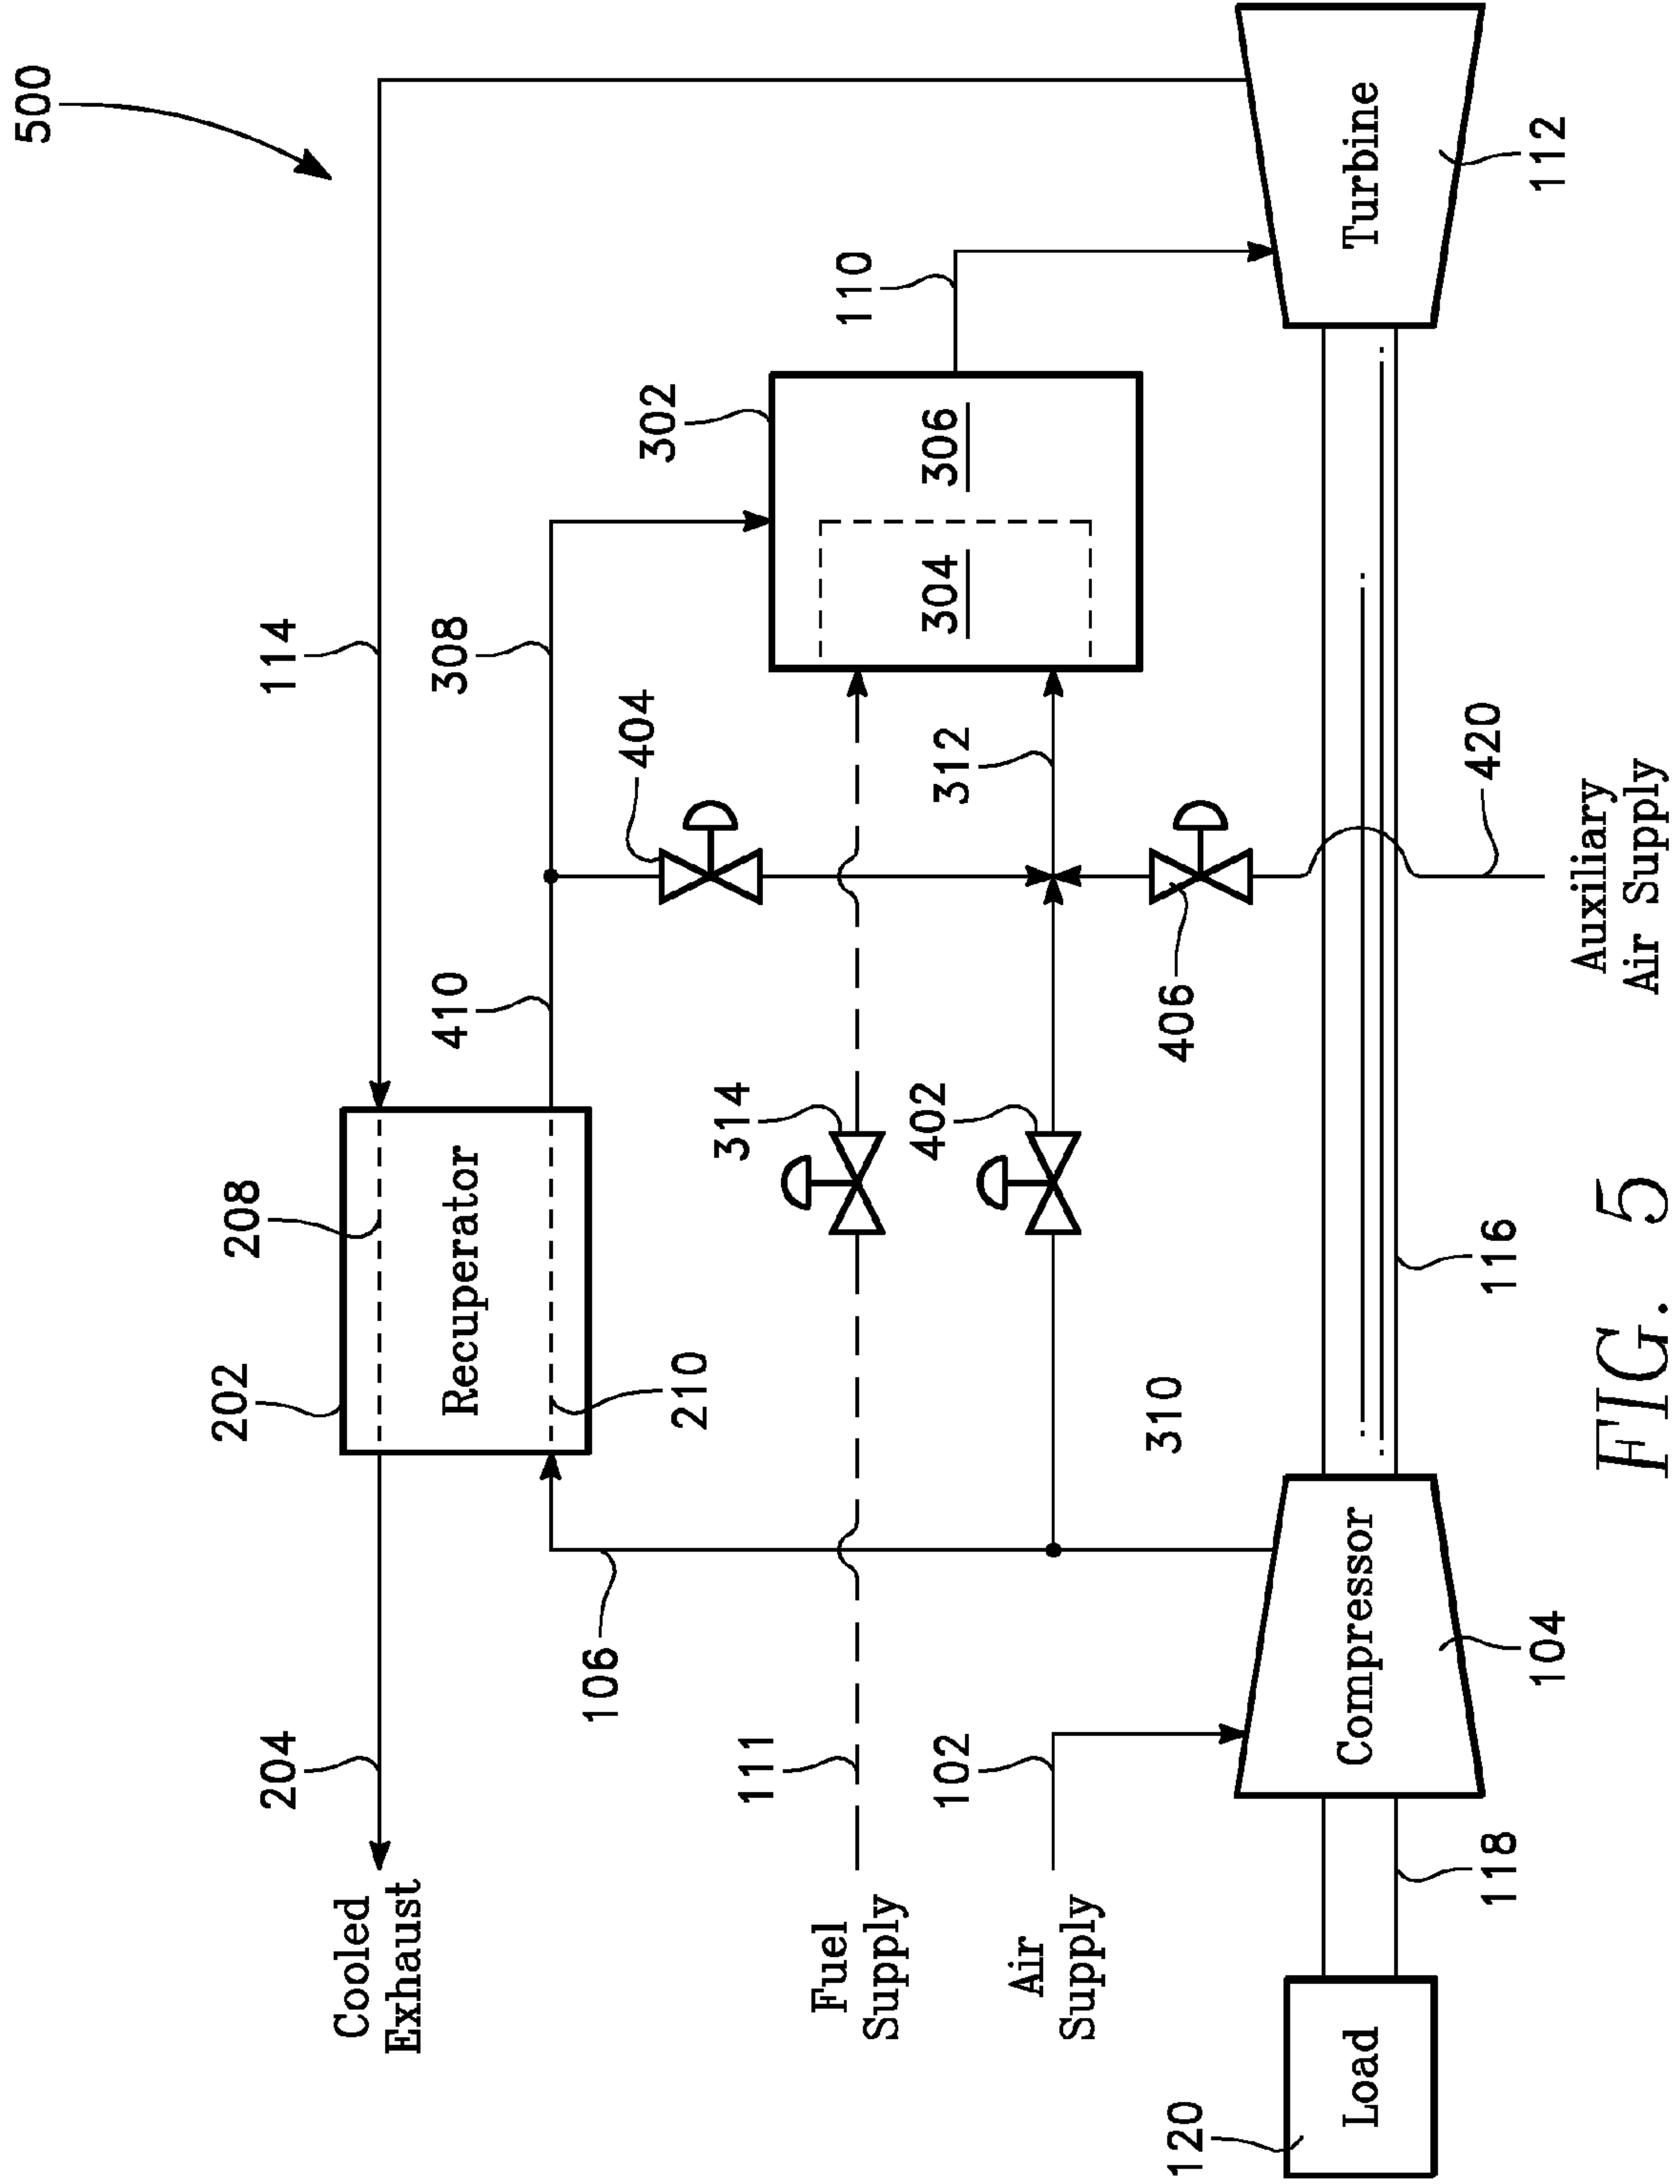 500
114
204
Cooled
Exhaust
202
208
Recuperator
210
410
308
404
106
302
110
304
306
111
Fuel
Supply
314
312
402
102
Air
Supply
310
406
120
Load
118
Compressor
104
116
Turbine
112
420
Auxiliary
Air Supply
FIG. 5